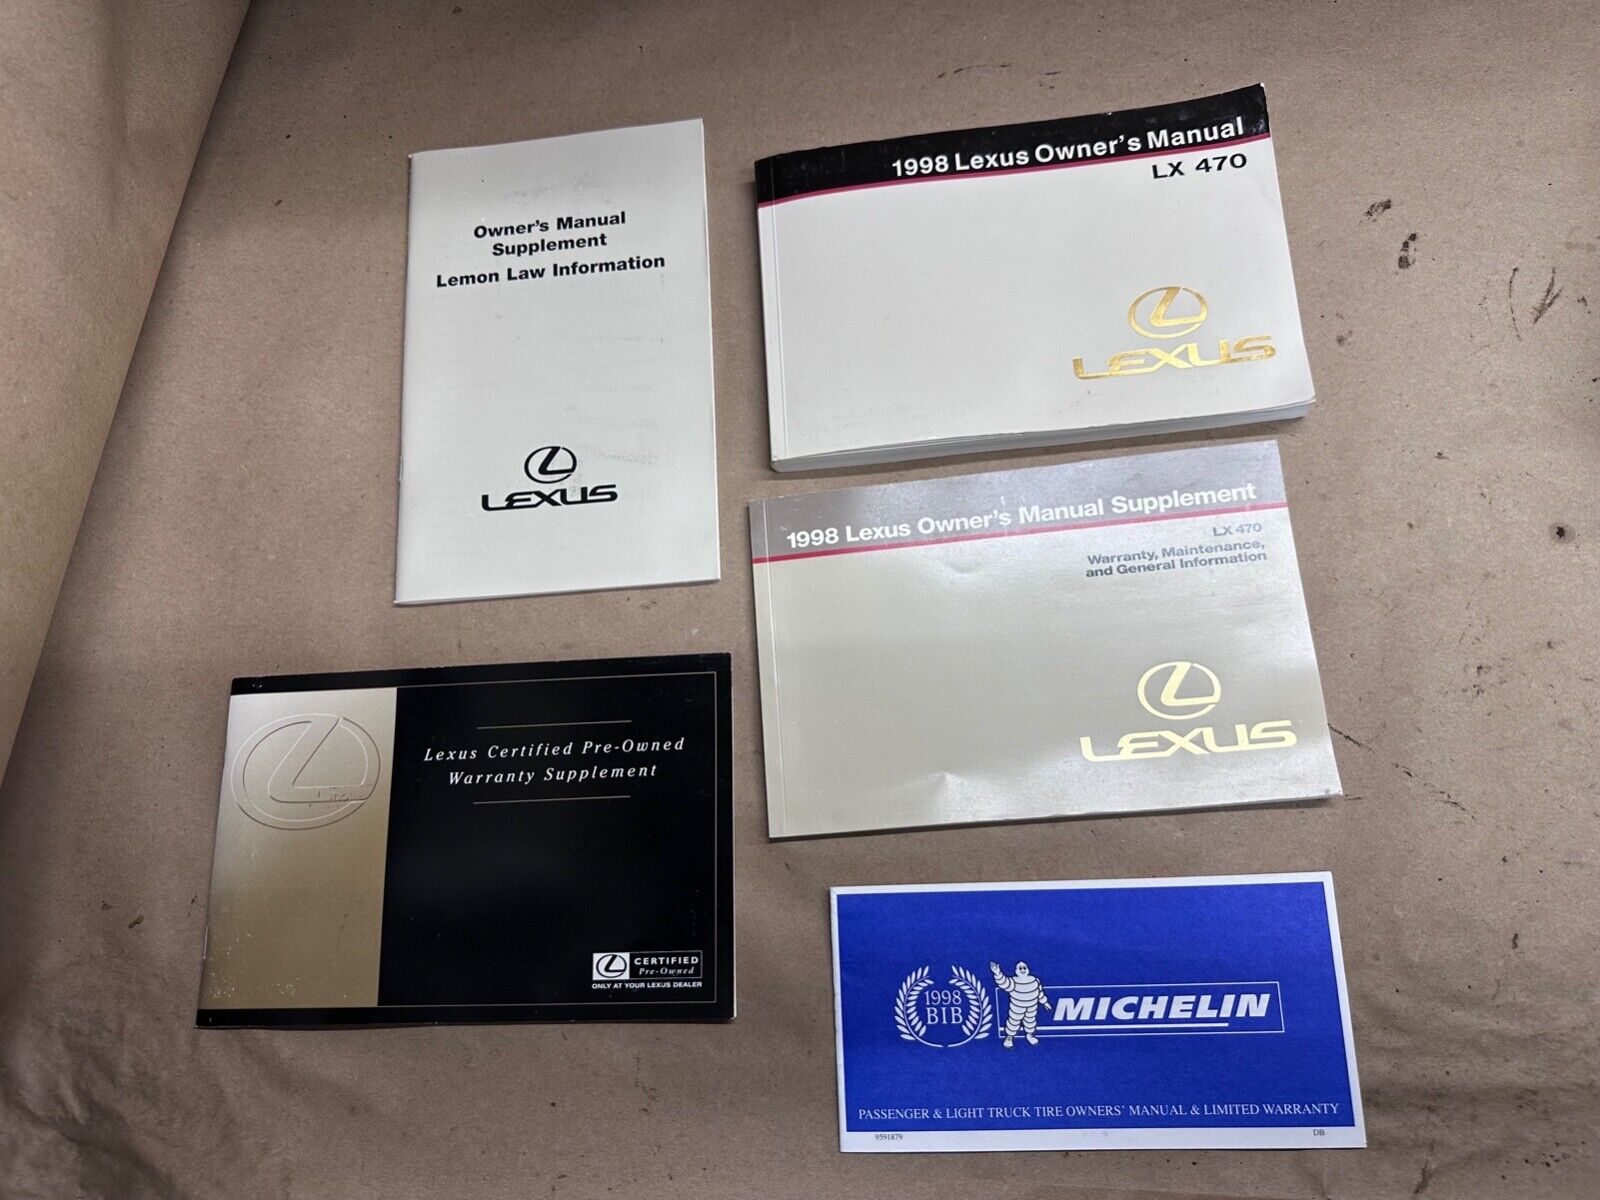 Owner's Manual
Supplement
Lemon Law Information
LEXUS
1998 Lexus Owner's Manual
LX 470
LEXUS
1998 Lexus Owner's Manual Supplement
LX 470
Warranty, Maintenance,
and General Information
LEXUS
Lexus Certified Pre-Owned
Warranty Supplement
CERTIFIED
Pre-Owned
ONLY AT YOUR LEXUS DEALER
1998
BIB
MICHELIN
PASSENGER & LIGHT TRUCK TIRE OWNERS' MANUAL & LIMITED WARRANTY
9591879
DB